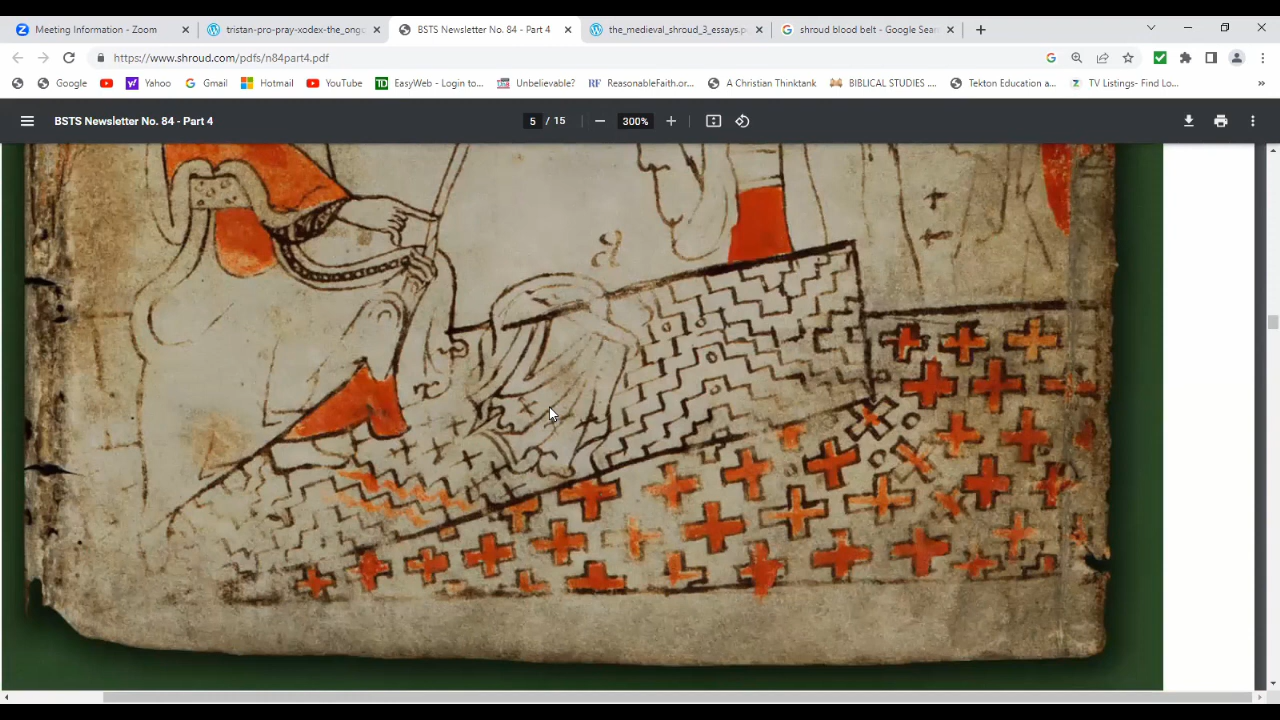 Meeting Information - Zoom
tristan-pro-pray-xodex-the_ong
BSTS Newsletter No. 84 - Part 4
the_medieval_shroud_3_essays.p
shroud blood belt - Google Sear
https://www.shroud.com/pdfs/n84part4.pdf
Google
Yahoo
Gmail
Hotmail
YouTube
EasyWeb - Login to...
Unbelievable?
ReasonableFaith.or...
A Christian Thinktank
BIBLICAL STUDIES ....
Tekton Education a...
TV Listings- Find Lo...
»
BSTS Newsletter No. 84 - Part 4
5 / 15
300%